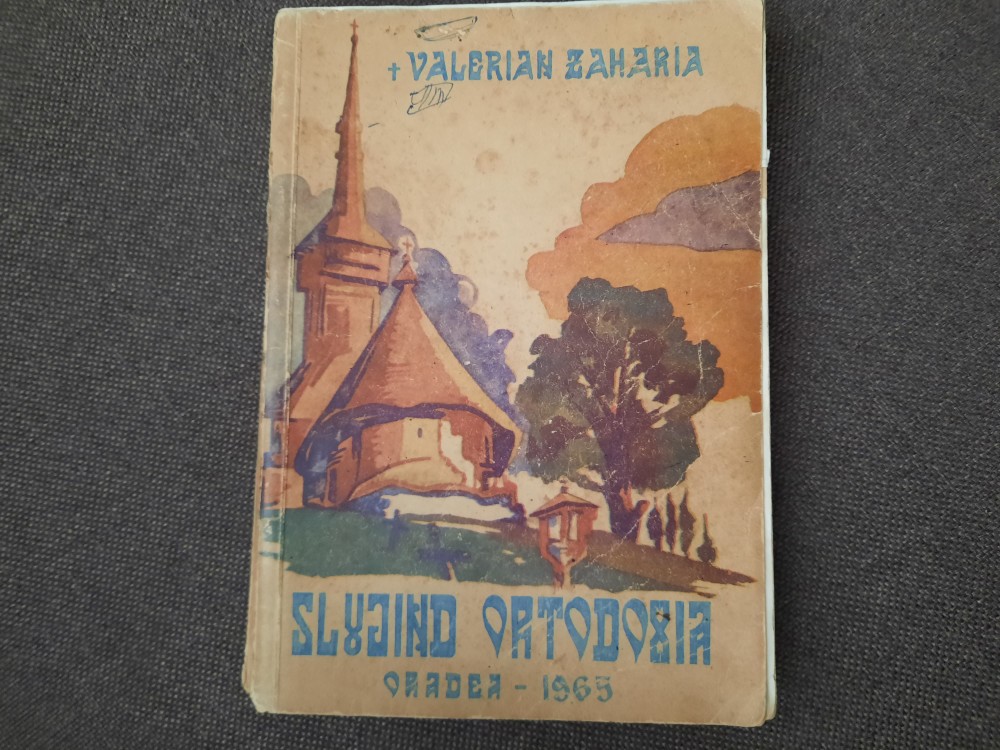 + VALERIAN ZAHARIA
SLUJIND ORTODOXIA
ORADEA - 1965